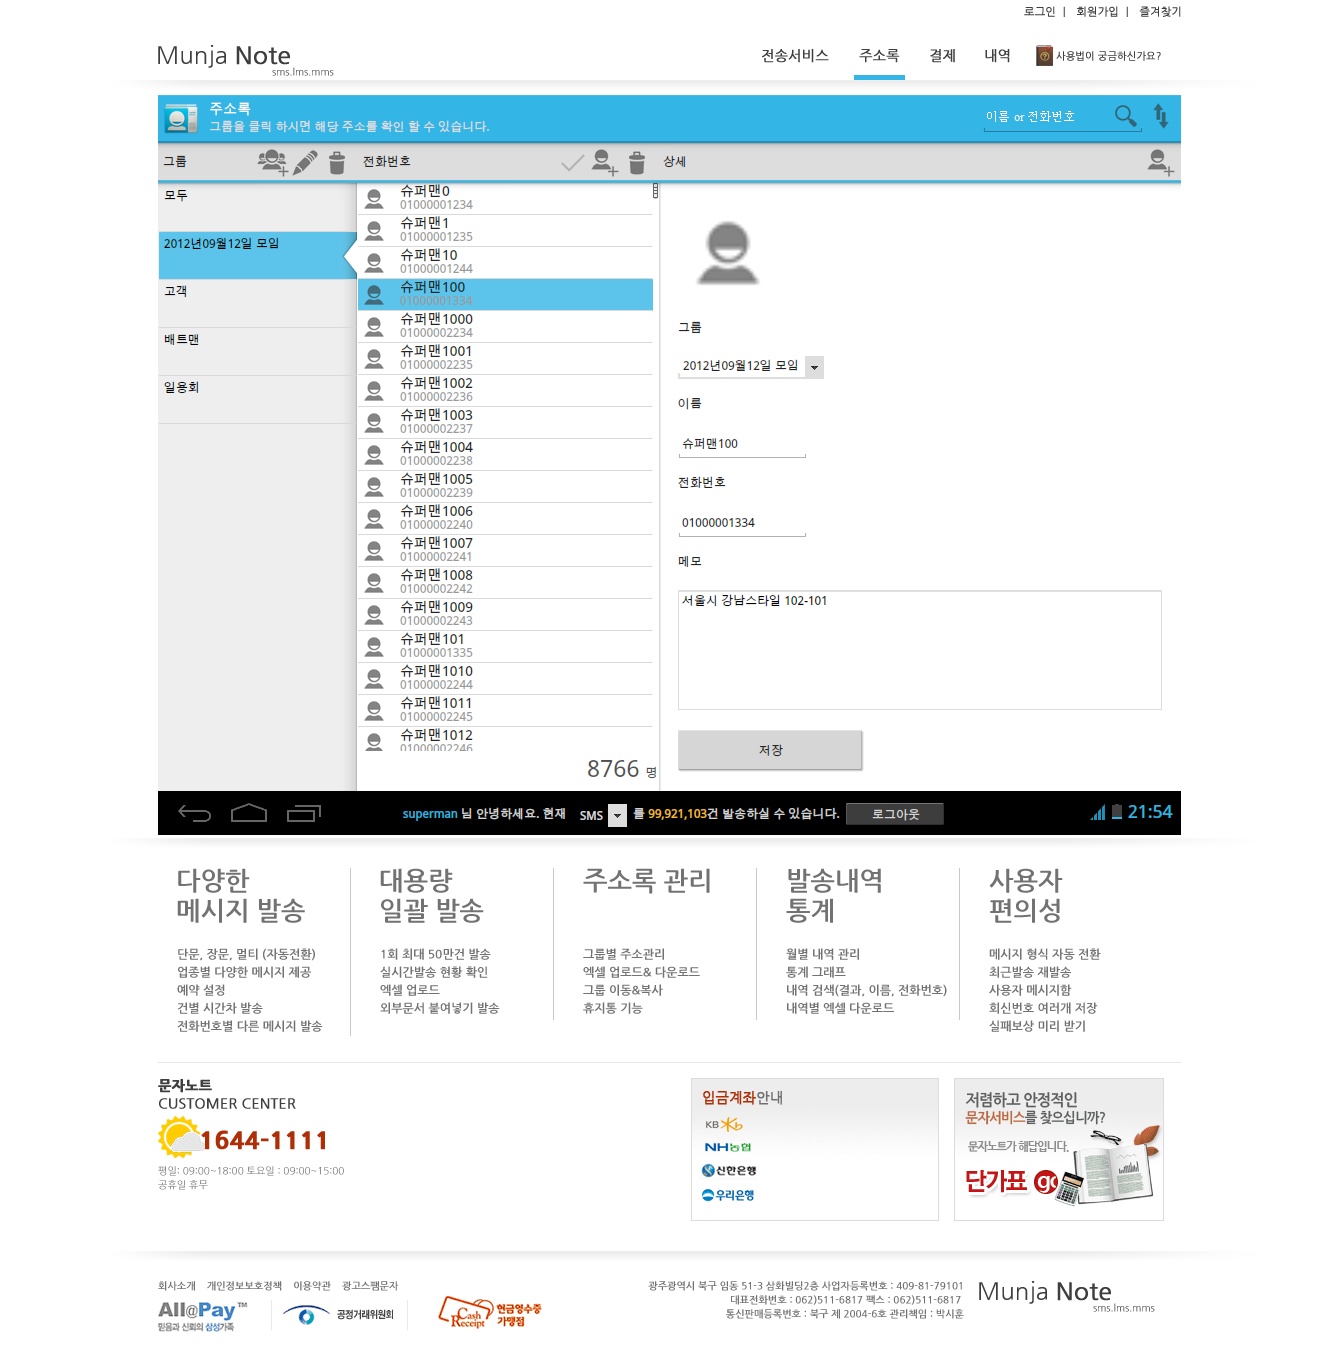 로그인 | 회원가입 | 즐겨찾기
Munja Note
sms.lms.mms
전송서비스 주소록 결제 내역 사용법이 궁금하신가요?
주소록
그룹을 클릭 하시면 해당 주소를 확인 할 수 있습니다.
이름 or 전화번호
그룹 전화번호 상세
모두
2012년09월12일 모임
고객
배트맨
일용회
슈퍼맨0
01000001234
슈퍼맨1
01000001235
슈퍼맨10
01000001244
슈퍼맨100
01000001334
슈퍼맨1000
01000002234
슈퍼맨1001
01000002235
슈퍼맨1002
01000002236
슈퍼맨1003
01000002237
슈퍼맨1004
01000002238
슈퍼맨1005
01000002239
슈퍼맨1006
01000002240
슈퍼맨1007
01000002241
슈퍼맨1008
01000002242
슈퍼맨1009
01000002243
슈퍼맨101
01000001335
슈퍼맨1010
01000002244
슈퍼맨1011
01000002245
슈퍼맨1012
01000002246
8766 명
그룹
2012년09월12일 모임
이름
슈퍼맨100
전화번호
01000001334
메모
서울시 강남스타일 102-101
저장
superman 님 안녕하세요. 현재 SMS 를 99,921,103건 발송하실 수 있습니다. 로그아웃 21:54
다양한
메시지 발송
단문, 장문, 멀티 (자동전환)
업종별 다양한 메시지 제공
예약 설정
건별 시간차 발송
전화번호별 다른 메시지 발송
대용량
일괄 발송
1회 최대 50만건 발송
실시간발송 현황 확인
엑셀 업로드
외부문서 붙여넣기 발송
주소록 관리
그룹별 주소관리
엑셀 업로드& 다운로드
그룹 이동&복사
휴지통 기능
발송내역
통계
월별 내역 관리
통계 그래프
내역 검색(결과, 이름, 전화번호)
내역별 엑셀 다운로드
사용자
편의성
메시지 형식 자동 전환
최근발송 재발송
사용자 메시지함
회신번호 여러개 저장
실패보상 미리 받기
문자노트
CUSTOMER CENTER
1644-1111
평일: 09:00~18:00 토요일 : 09:00~15:00
공휴일 휴무
입금계좌안내
KB
NH농협
신한은행
우리은행
저렴하고 안정적인
문자서비스를 찾으십니까?
문자노트가 해답입니다.
단가표 go
회사소개 개인정보보호정책 이용약관 광고스팸문자
All@Pay™
믿음과 신뢰의 삼성가족
공정거래위원회
Cash Receipt
현금영수증
가맹점
광주광역시 북구 임동 51-3 삼화빌딩2층 사업자등록번호 : 409-81-79101
대표전화번호 : 062)511-6817 팩스 : 062)511-6817
통신판매등록번호 : 북구 제 2004-6호 관리책임 : 박시훈
Munja Note
sms.lms.mms